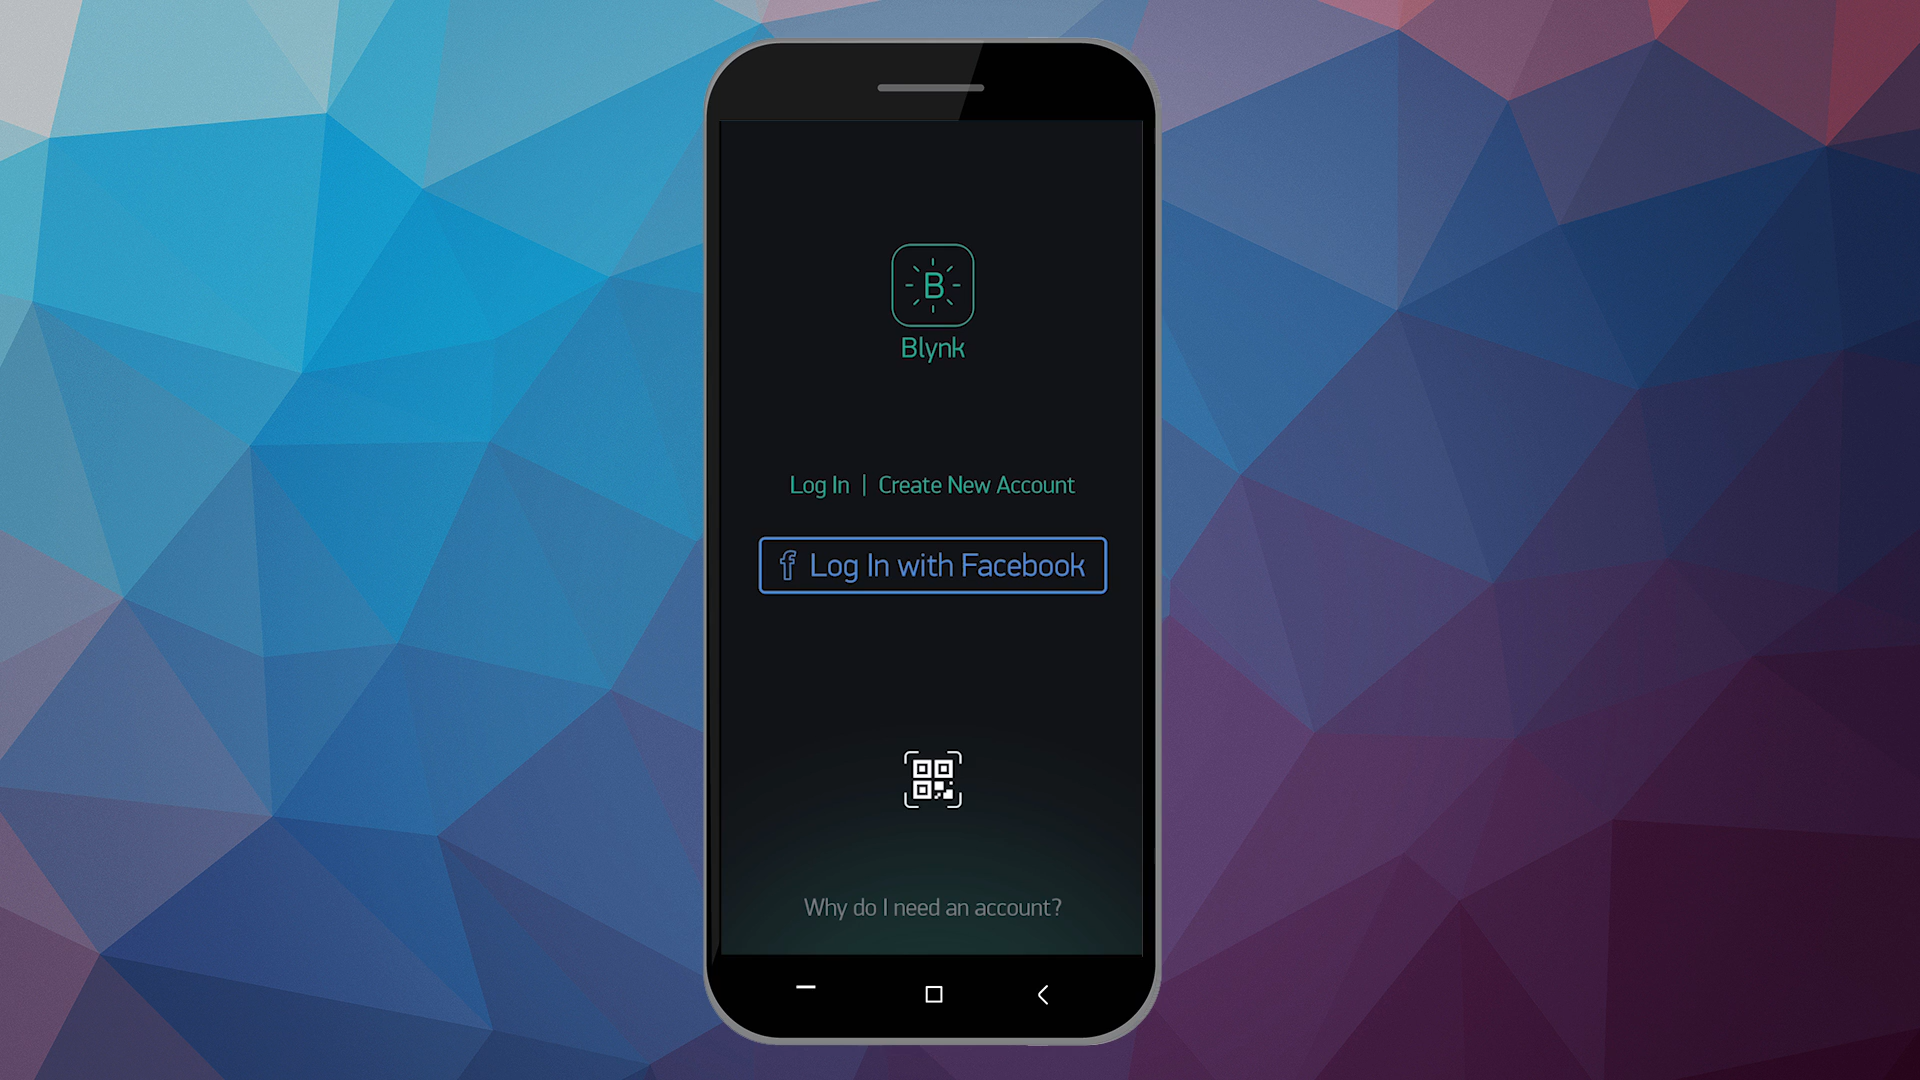 B
Blynk
Log In | Create New Account
f Log In with Facebook
Why do I need an account?